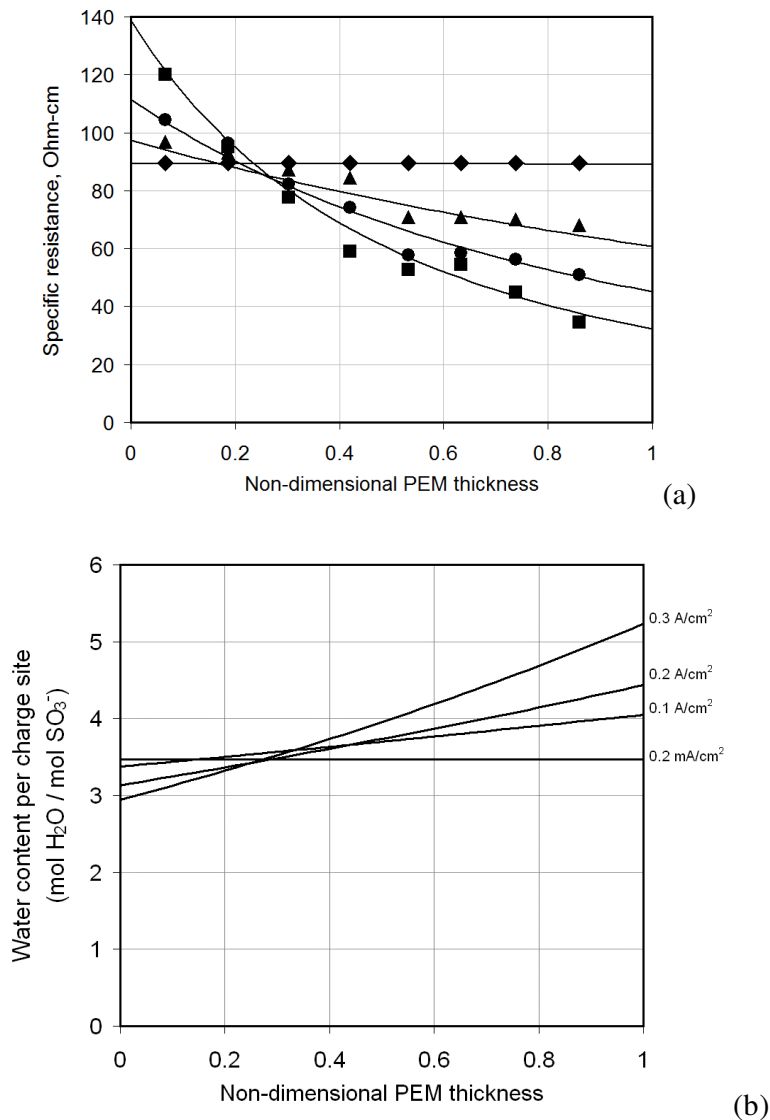 140
120
100
80
60
40
20
0
Specific resistance, Ohm-cm
0 0.2 0.4 0.6 0.8 1
Non-dimensional PEM thickness
(a)
6
5
4
3
2
1
0
Water content per charge site
(mol H₂O / mol SO₃⁻)
0.3 A/cm²
0.2 A/cm²
0.1 A/cm²
0.2 mA/cm²
0 0.2 0.4 0.6 0.8 1
Non-dimensional PEM thickness
(b)